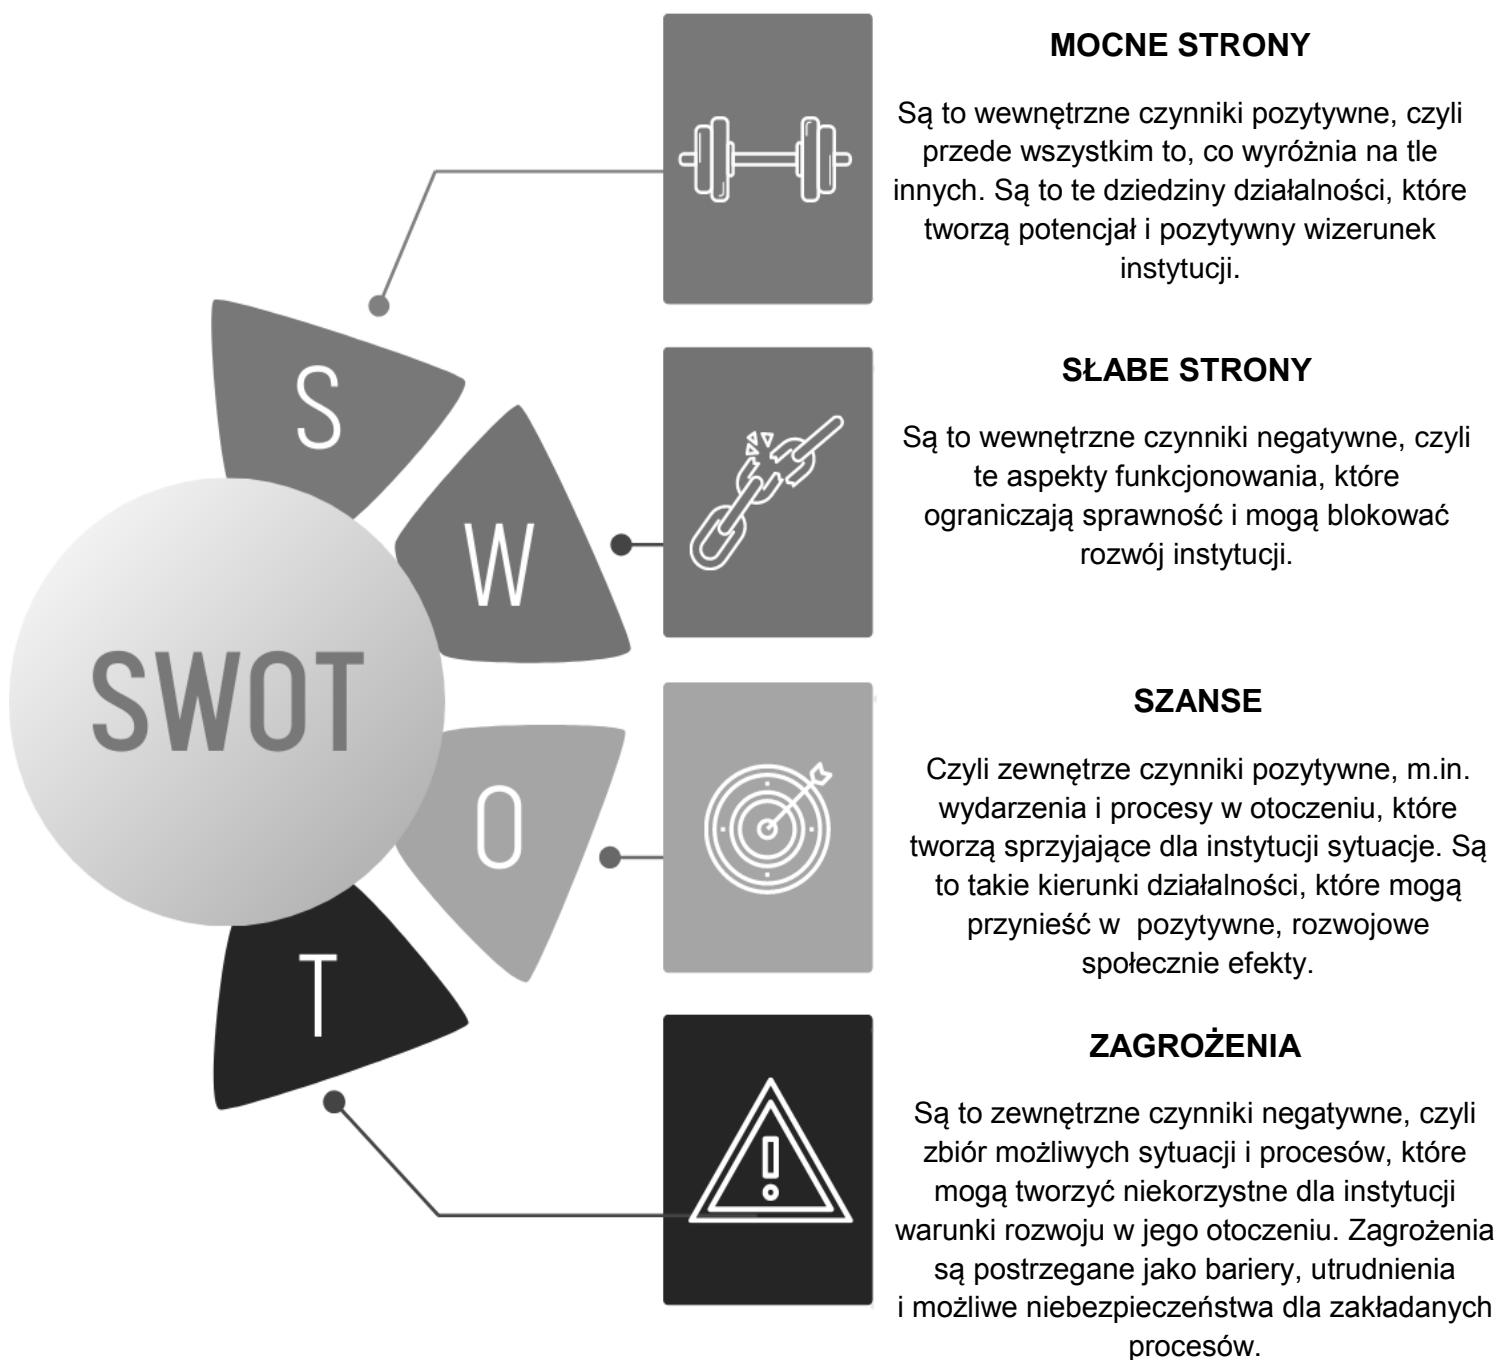 MOCNE STRONY
Są to wewnętrzne czynniki pozytywne, czyli
przede wszystkim to, co wyróżnia na tle
innych. Są to te dziedziny działalności, które
tworzą potencjał i pozytywny wizerunek
instytucji.
S
SŁABE STRONY
Są to wewnętrzne czynniki negatywne, czyli
te aspekty funkcjonowania, które
ograniczają sprawność i mogą blokować
rozwój instytucji.
W
SWOT
SZANSE
Czyli zewnętrze czynniki pozytywne, m.in.
wydarzenia i procesy w otoczeniu, które
tworzą sprzyjające dla instytucji sytuacje. Są
to takie kierunki działalności, które mogą
przynieść w  pozytywne, rozwojowe
społecznie efekty.
O
T
ZAGROŻENIA
Są to zewnętrzne czynniki negatywne, czyli
zbiór możliwych sytuacji i procesów, które
mogą tworzyć niekorzystne dla instytucji
warunki rozwoju w jego otoczeniu. Zagrożenia
są postrzegane jako bariery, utrudnienia
i możliwe niebezpieczeństwa dla zakładanych
procesów.